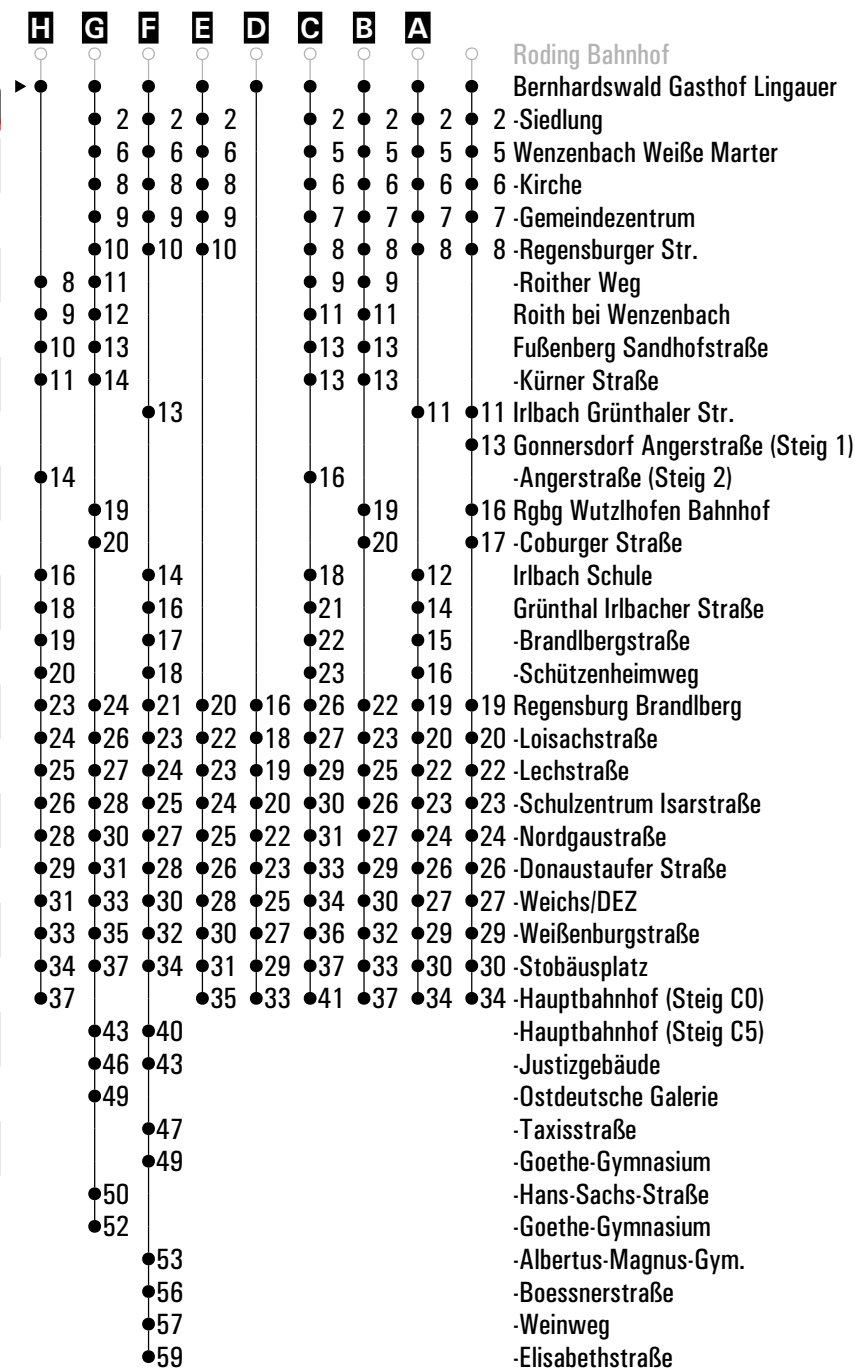 H G F E D C B A
Roding Bahnhof
Bernhardswald Gasthof Lingauer
2 2 2 2 2 2 2 -Siedlung
6 6 6 5 5 5 5 Wenzenbach Weiße Marter
8 8 8 6 6 6 6 -Kirche
9 9 9 7 7 7 7 -Gemeindezentrum
10 10 10 8 8 8 8 -Regensburger Str.
8 11 9 9 -Roither Weg
9 12 11 11 Roith bei Wenzenbach
10 13 13 13 Fußenberg Sandhofstraße
11 14 13 13 -Kürner Straße
13 11 11 Irlbach Grünthaler Str.
13 Gonnersdorf Angerstraße (Steig 1)
14 16 -Angerstraße (Steig 2)
19 19 16 Rgbg Wutzlhofen Bahnhof
20 20 17 -Coburger Straße
16 14 18 12 Irlbach Schule
18 16 21 14 Grünthal Irlbacher Straße
19 17 22 15 -Brandlbergstraße
20 18 23 16 -Schützenheimweg
23 24 21 20 16 26 22 19 19 Regensburg Brandlberg
24 26 23 22 18 27 23 20 20 -Loisachstraße
25 27 24 23 19 29 25 22 22 -Lechstraße
26 28 25 24 20 30 26 23 23 -Schulzentrum Isarstraße
28 30 27 25 22 31 27 24 24 -Nordgaustraße
29 31 28 26 23 33 29 26 26 -Donaustaufer Straße
31 33 30 28 25 34 30 27 27 -Weichs/DEZ
33 35 32 30 27 36 32 29 29 -Weißenburgstraße
34 37 34 31 29 37 33 30 30 -Stobäusplatz
37 35 33 41 37 34 34 -Hauptbahnhof (Steig C0)
43 40 -Hauptbahnhof (Steig C5)
46 43 -Justizgebäude
49 -Ostdeutsche Galerie
47 -Taxisstraße
49 -Goethe-Gymnasium
50 -Hans-Sachs-Straße
52 -Goethe-Gymnasium
53 -Albertus-Magnus-Gym.
56 -Boessnerstraße
57 -Weinweg
59 -Elisabethstraße